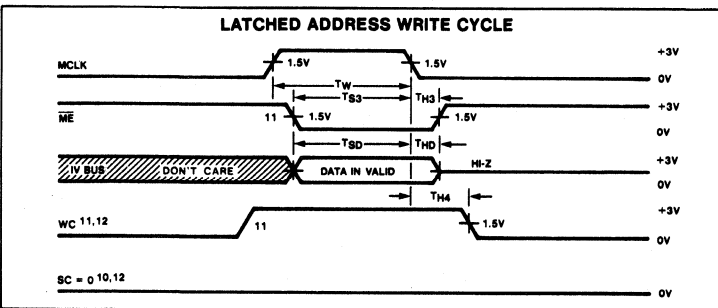 LATCHED ADDRESS WRITE CYCLE
MCLK 1.5V 1.5V +3V
0V
TW
TS3 TH3
ME 11 1.5V 1.5V +3V
0V
TSD THD
IV BUS DON'T CARE DATA IN VALID HI-Z +3V
0V
TH4
WC 11,12 11 1.5V +3V
0V
SC = 0 10,12 0V